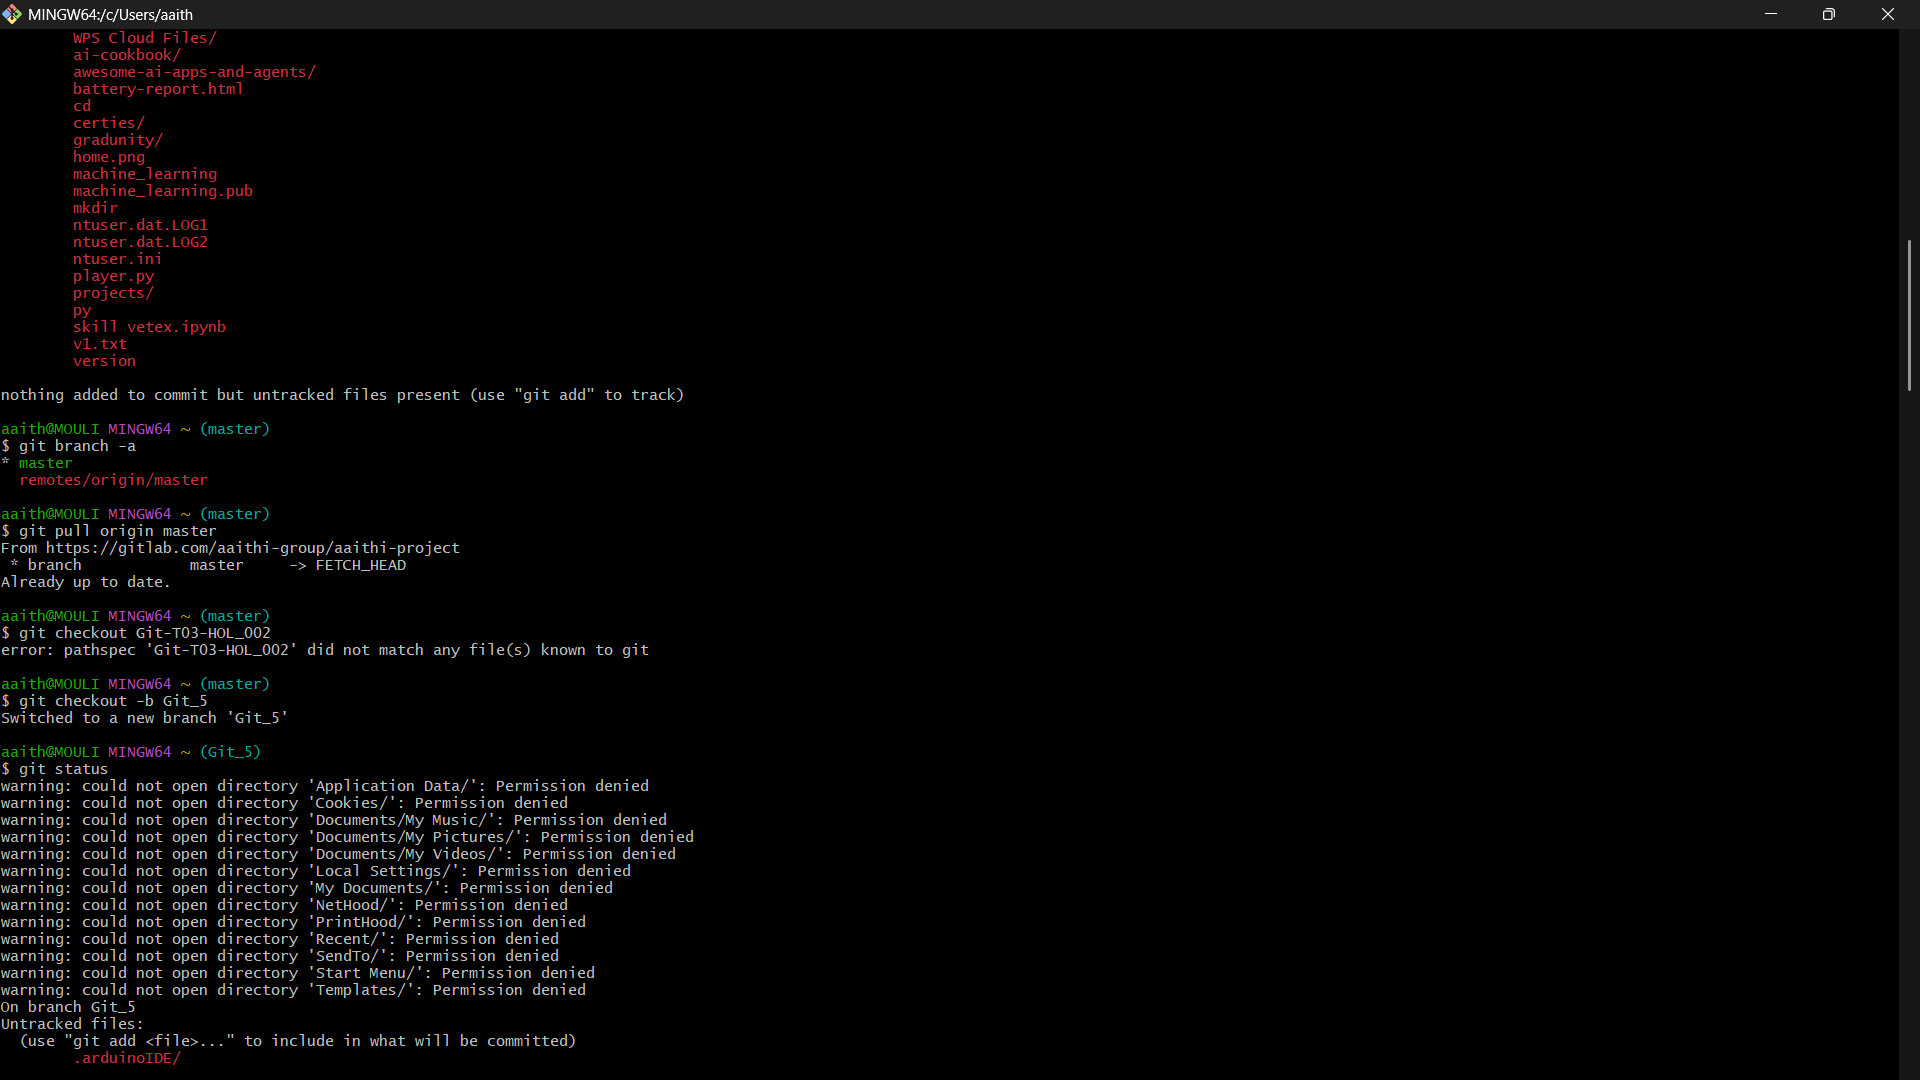 MINGW64:/c/Users/aaith
WPS Cloud Files/
ai-cookbook/
awesome-ai-apps-and-agents/
battery-report.html
cd
certies/
gradunity/
home.png
machine_learning
machine_learning.pub
mkdir
ntuser.dat.LOG1
ntuser.dat.LOG2
ntuser.ini
player.py
projects/
py
skill vetex.ipynb
v1.txt
version
nothing added to commit but untracked files present (use "git add" to track)
aaith@MOULI MINGW64 ~ (master)
$ git branch -a
* master
remotes/origin/master
aaith@MOULI MINGW64 ~ (master)
$ git pull origin master
From https://gitlab.com/aaithi-group/aaithi-project
* branch            master     -> FETCH_HEAD
Already up to date.
aaith@MOULI MINGW64 ~ (master)
$ git checkout Git-T03-HOL_002
error: pathspec 'Git-T03-HOL_002' did not match any file(s) known to git
aaith@MOULI MINGW64 ~ (master)
$ git checkout -b Git_5
Switched to a new branch 'Git_5'
aaith@MOULI MINGW64 ~ (Git_5)
$ git status
warning: could not open directory 'Application Data/': Permission denied
warning: could not open directory 'Cookies/': Permission denied
warning: could not open directory 'Documents/My Music/': Permission denied
warning: could not open directory 'Documents/My Pictures/': Permission denied
warning: could not open directory 'Documents/My Videos/': Permission denied
warning: could not open directory 'Local Settings/': Permission denied
warning: could not open directory 'My Documents/': Permission denied
warning: could not open directory 'NetHood/': Permission denied
warning: could not open directory 'PrintHood/': Permission denied
warning: could not open directory 'Recent/': Permission denied
warning: could not open directory 'SendTo/': Permission denied
warning: could not open directory 'Start Menu/': Permission denied
warning: could not open directory 'Templates/': Permission denied
On branch Git_5
Untracked files:
(use "git add <file>..." to include in what will be committed)
.arduinoIDE/